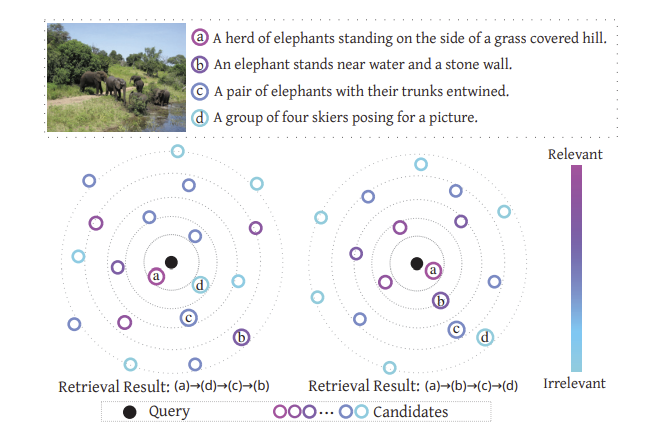 a A herd of elephants standing on the side of a grass covered hill.
b An elephant stands near water and a stone wall.
c A pair of elephants with their trunks entwined.
d A group of four skiers posing for a picture.
Relevant
a
d
c
b
a
b
c
d
Irrelevant
Retrieval Result: (a)→(d)→(c)→(b)
Retrieval Result: (a)→(b)→(c)→(d)
Query
... Candidates